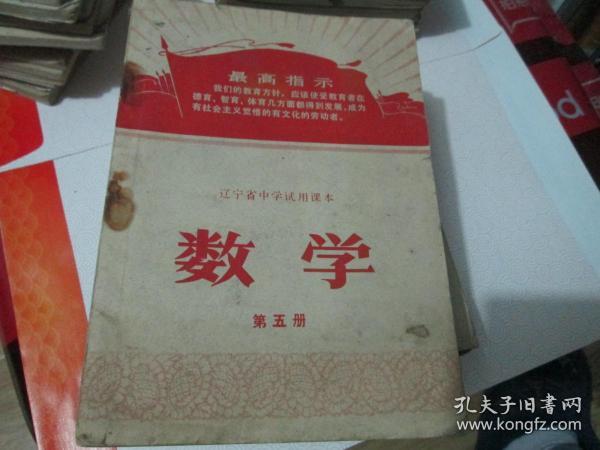 最高指示
我们的教育方针，应该使受教育者在
德育、智育、体育几方面都得到发展，成为
有社会主义觉悟的有文化的劳动者。
辽宁省中学试用课本
数学
第五册
孔夫子旧书网
www.kongfz.com